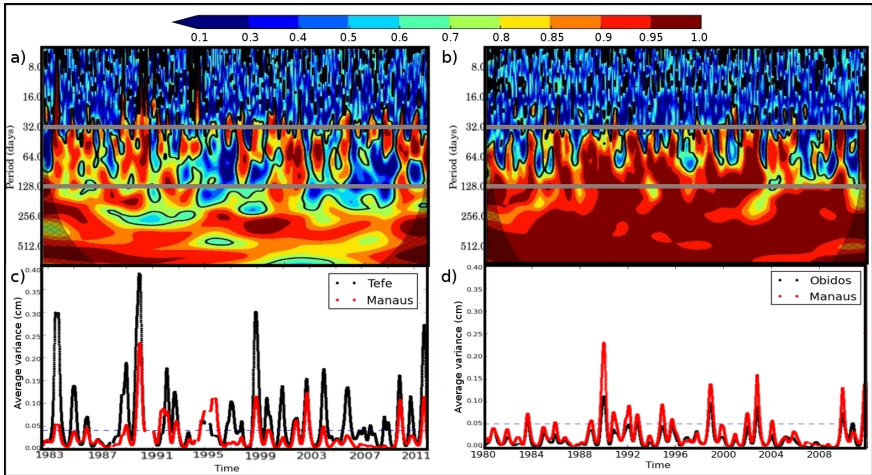 0.1 0.3 0.4 0.5 0.6 0.7 0.8 0.85 0.9 0.95 1.0
a)
8.0
16.0
32.0
64.0
128.0
256.0
512.0
Period (days)
b)
8.0
16.0
32.0
64.0
128.0
256.0
512.0
Period (days)
c)
0.40
0.35
0.30
0.25
0.20
0.15
0.10
0.05
0.00
Average variance (cm)
Tefe
Manaus
1983 1987 1991 1995 1999 2003 2007 2011
Time
d)
0.40
0.35
0.30
0.25
0.20
0.15
0.10
0.05
0.00
Average variance (cm)
Obidos
Manaus
1980 1984 1988 1992 1996 2000 2004 2008
Time